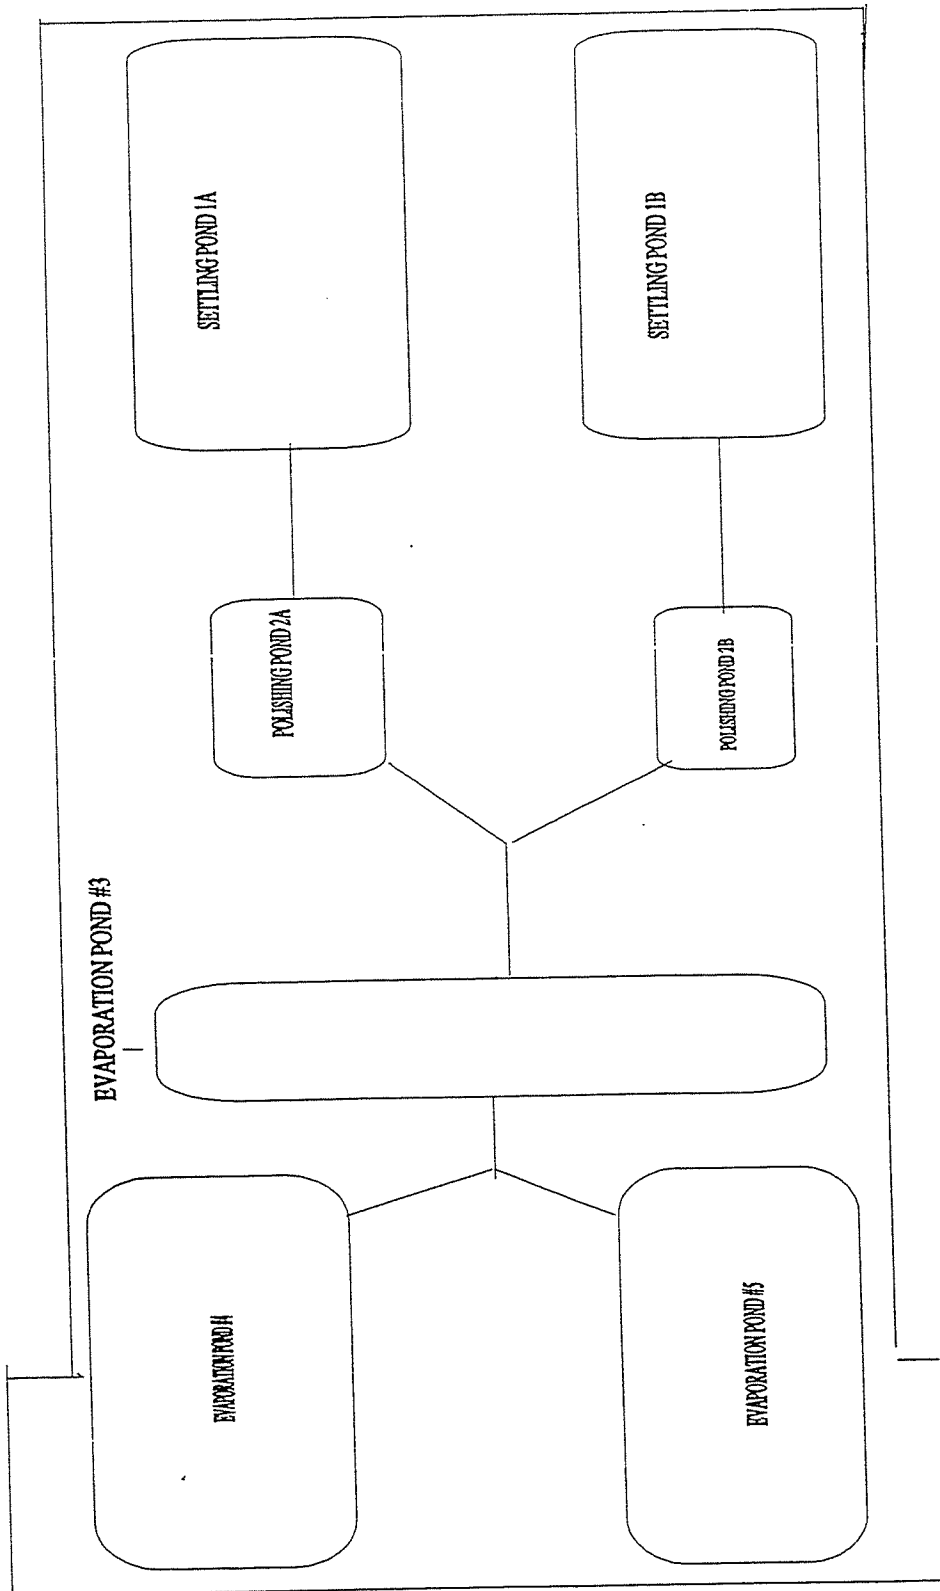 SETTLING POND 1A
SETTLING POND 1B
POLISHING POND 2A
POLISHING POND 2B
EVAPORATION POND #3
EVAPORATION POND #4
EVAPORATION POND #5